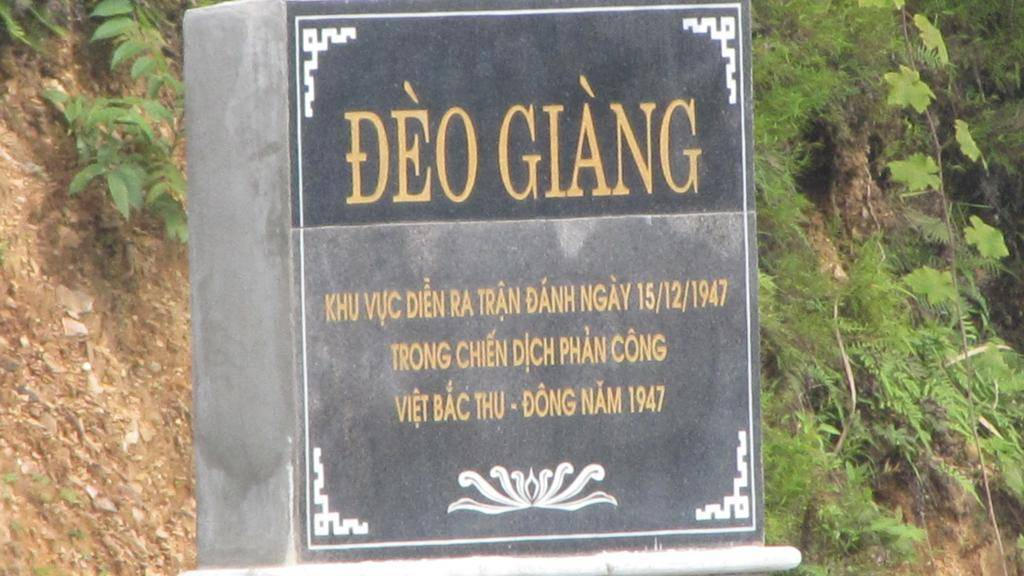 ĐÈO GIÀNG
KHU VỰC DIỄN RA TRẬN ĐÁNH NGÀY 15/12/1947
TRONG CHIẾN DỊCH PHẢN CÔNG
VIỆT BẮC THU - ĐÔNG NĂM 1947